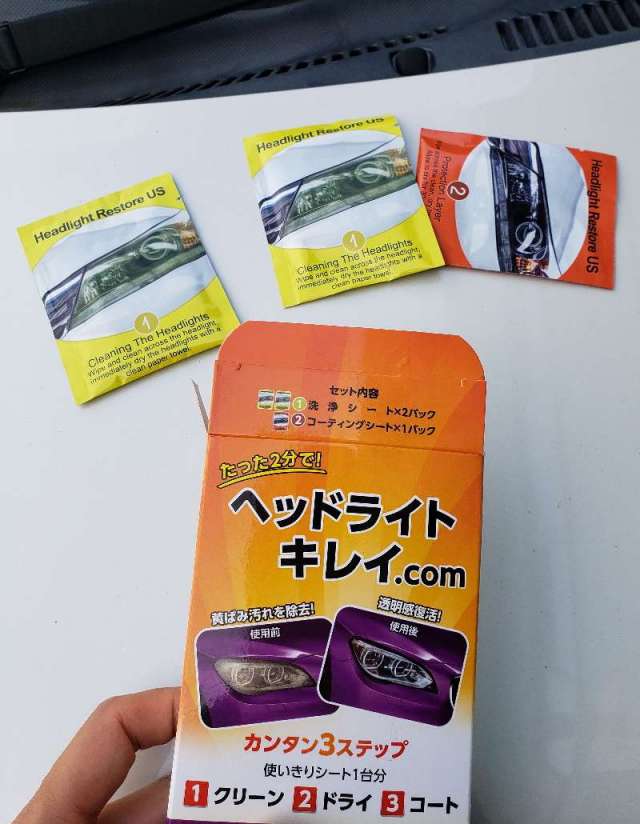 Headlight Restore US
1
Cleaning The Headlights
Wipe and clean across the headlight,
immediately dry the headlights with a
clean paper towel.
Headlight Restore US
1
Cleaning The Headlights
Wipe and clean across the headlight,
immediately dry the headlights with a
clean paper towel.
Headlight Restore US
2
Protection Layer
セット内容
1 洗浄シート×2パック
2 コーティングシート×1パック
たった2分で!
ヘッドライト
キレイ.com
黄ばみ汚れを除去!
使用前
透明感復活!
使用後
カンタン3ステップ
使いきりシート1台分
1 クリーン 2 ドライ 3 コート